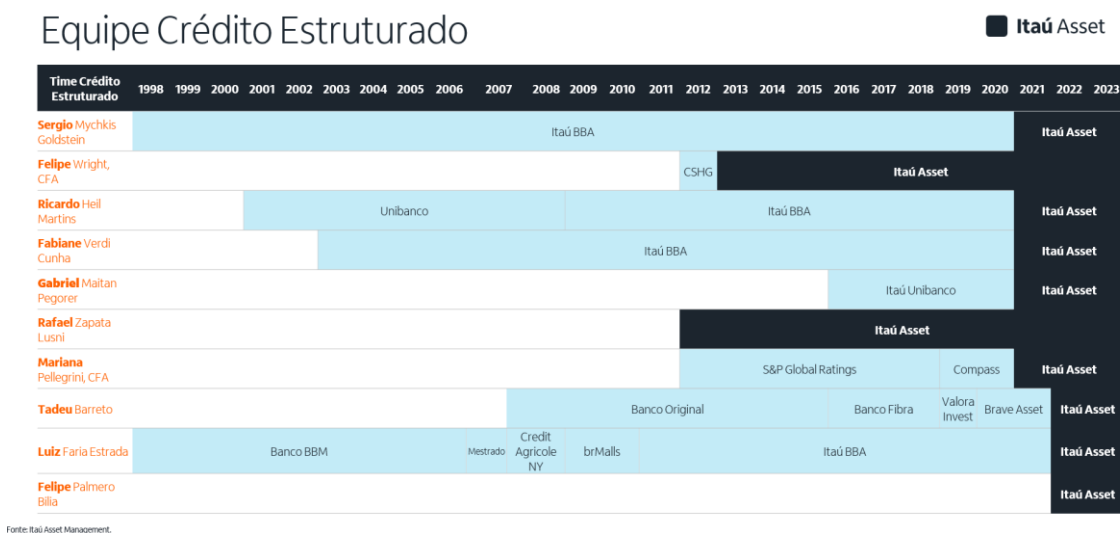 Equipe Crédito Estruturado
Itaú Asset
Time Crédito
Estruturado
1998 1999 2000 2001 2002 2003 2004 2005 2006 2007 2008 2009 2010 2011 2012 2013 2014 2015 2016 2017 2018 2019 2020 2021 2022 2023
Sergio Mychkis
Goldstein
Itaú BBA
Itaú Asset
Felipe Wright,
CFA
CSHG
Itaú Asset
Ricardo Heil
Martins
Unibanco
Itaú BBA
Itaú Asset
Fabiane Verdi
Cunha
Itaú BBA
Itaú Asset
Gabriel Maitan
Pegorer
Itaú Unibanco
Itaú Asset
Rafael Zapata
Lusni
Itaú Asset
Mariana
Pellegrini, CFA
S&P Global Ratings
Compass
Itaú Asset
Tadeu Barreto
Banco Original
Banco Fibra
Valora
Invest
Brave Asset
Itaú Asset
Luiz Faria Estrada
Banco BBM
Mestrado
Credit
Agricole
NY
brMalls
Itaú BBA
Itaú Asset
Felipe Palmero
Bilia
Itaú Asset
Fonte: Itaú Asset Management.